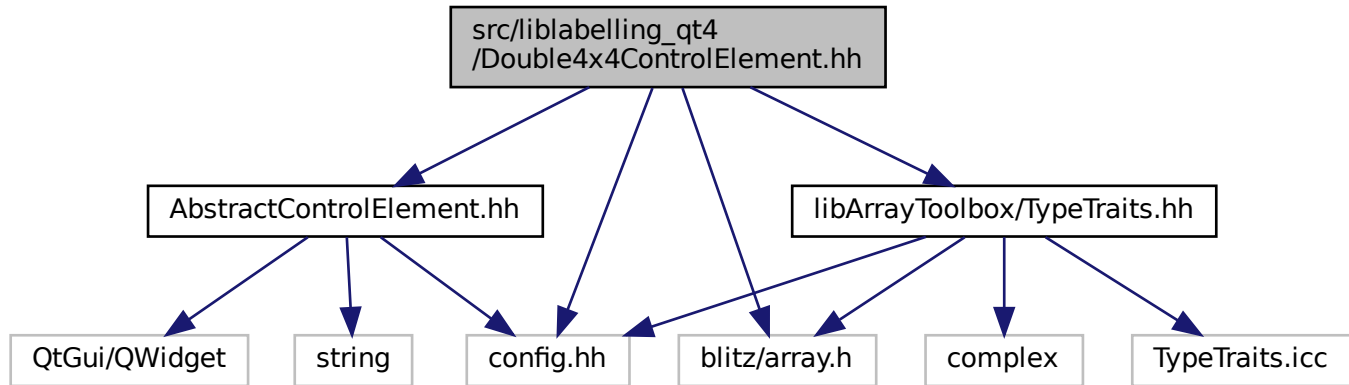 src/liblabelling_qt4
/Double4x4ControlElement.hh
AbstractControlElement.hh
libArrayToolbox/TypeTraits.hh
QtGui/QWidget
string
config.hh
blitz/array.h
complex
TypeTraits.icc